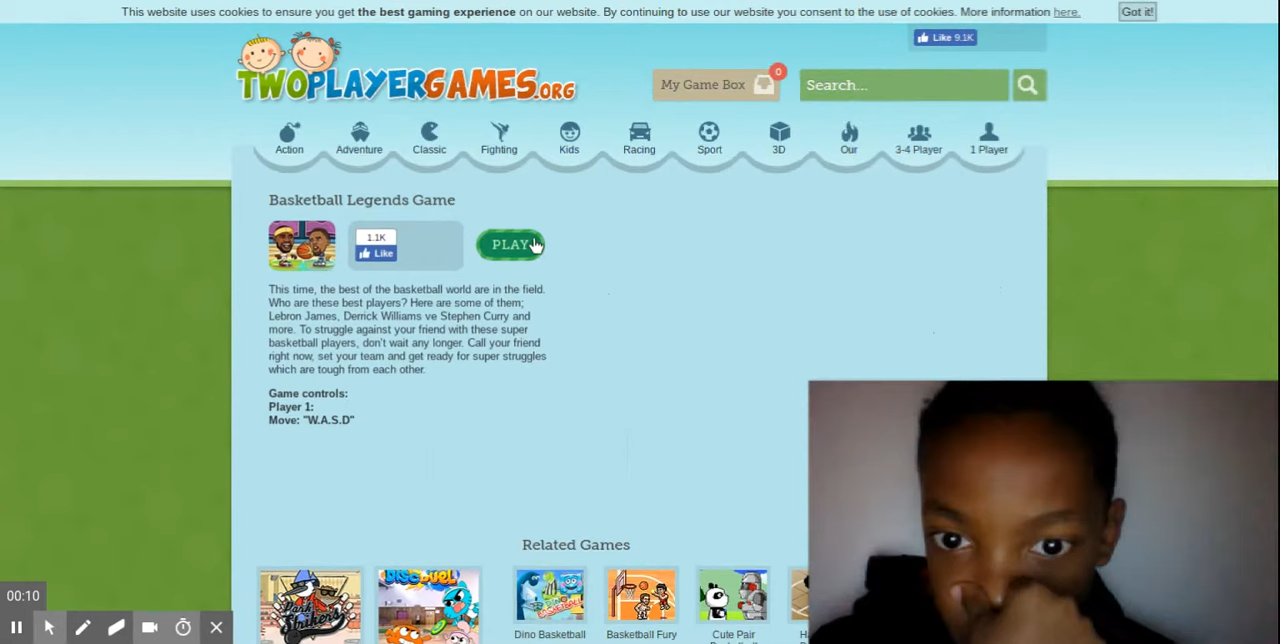 This website uses cookies to ensure you get the best gaming experience on our website. By continuing to use our website you consent to the use of cookies. More information here. Got it!
Like 9.1K
TWOPLAYERGAMES.ORG
My Game Box 0 Search...
Action Adventure Classic Fighting Kids Racing Sport 3D Our 3-4 Player 1 Player
Basketball Legends Game
1.1K
Like
PLAY
This time, the best of the basketball world are in the field.
Who are these best players? Here are some of them;
Lebron James, Derrick Williams ve Stephen Curry and
more. To struggle against your friend with these super
basketball players, don't wait any longer. Call your friend
right now, set your team and get ready for super struggles
which are tough from each other.
Game controls:
Player 1:
Move: "W.A.S.D"
Related Games
Dark Strikers
DISC DUEL
Dino Basketball Basketball Fury Cute Pair
00:10